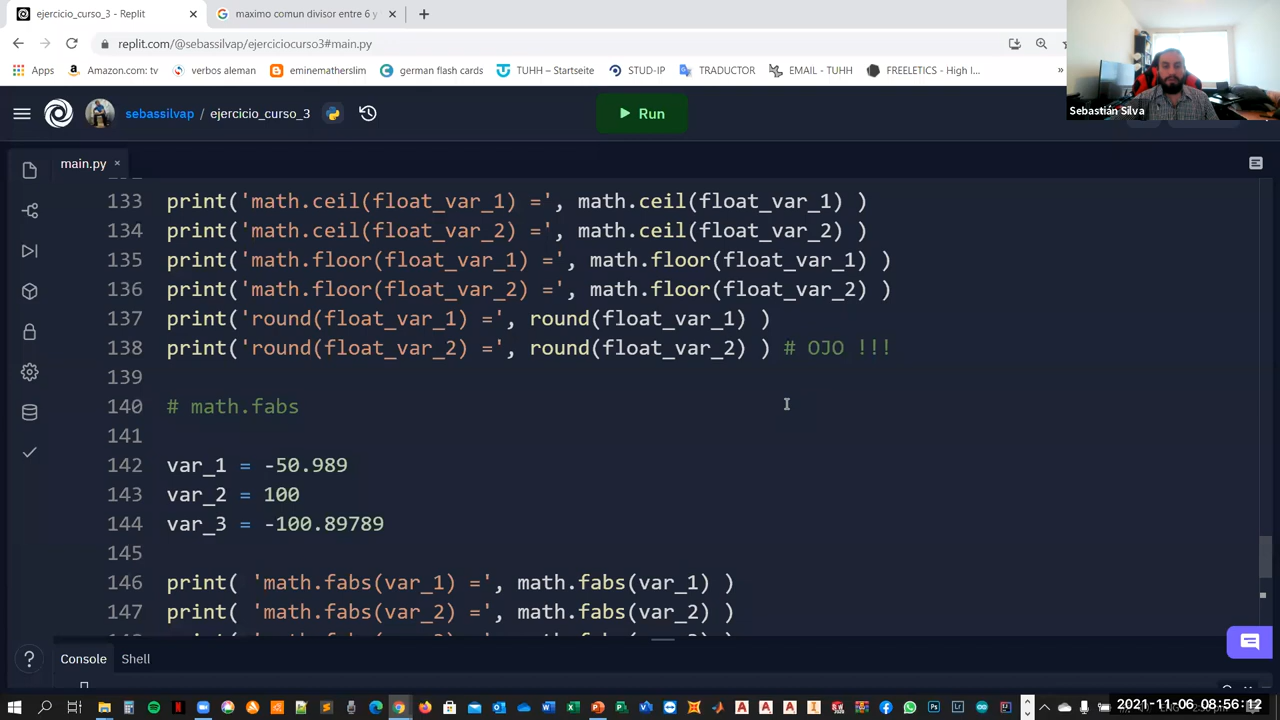 ejercicio_curso_3 - Replit
maximo comun divisor entre 6 y
replit.com/@sebassilvap/ejerciciocurso3#main.py
Apps
Amazon.com: tv
verbos aleman
eminematherslim
german flash cards
TUHH – Startseite
STUD-IP
TRADUCTOR
EMAIL - TUHH
FREELETICS - High I...
»
Sebastián Silva
sebassilvap / ejercicio_curso_3
Run
main.py
133 print('math.ceil(float_var_1) =', math.ceil(float_var_1) )
134 print('math.ceil(float_var_2) =', math.ceil(float_var_2) )
135 print('math.floor(float_var_1) =', math.floor(float_var_1) )
136 print('math.floor(float_var_2) =', math.floor(float_var_2) )
137 print('round(float_var_1) =', round(float_var_1) )
138 print('round(float_var_2) =', round(float_var_2) ) # OJO !!!
139
140 # math.fabs
141
142 var_1 = -50.989
143 var_2 = 100
144 var_3 = -100.89789
145
146 print( 'math.fabs(var_1) =', math.fabs(var_1) )
147 print( 'math.fabs(var_2) =', math.fabs(var_2) )
Console
Shell
2021-11-06 08:56:12